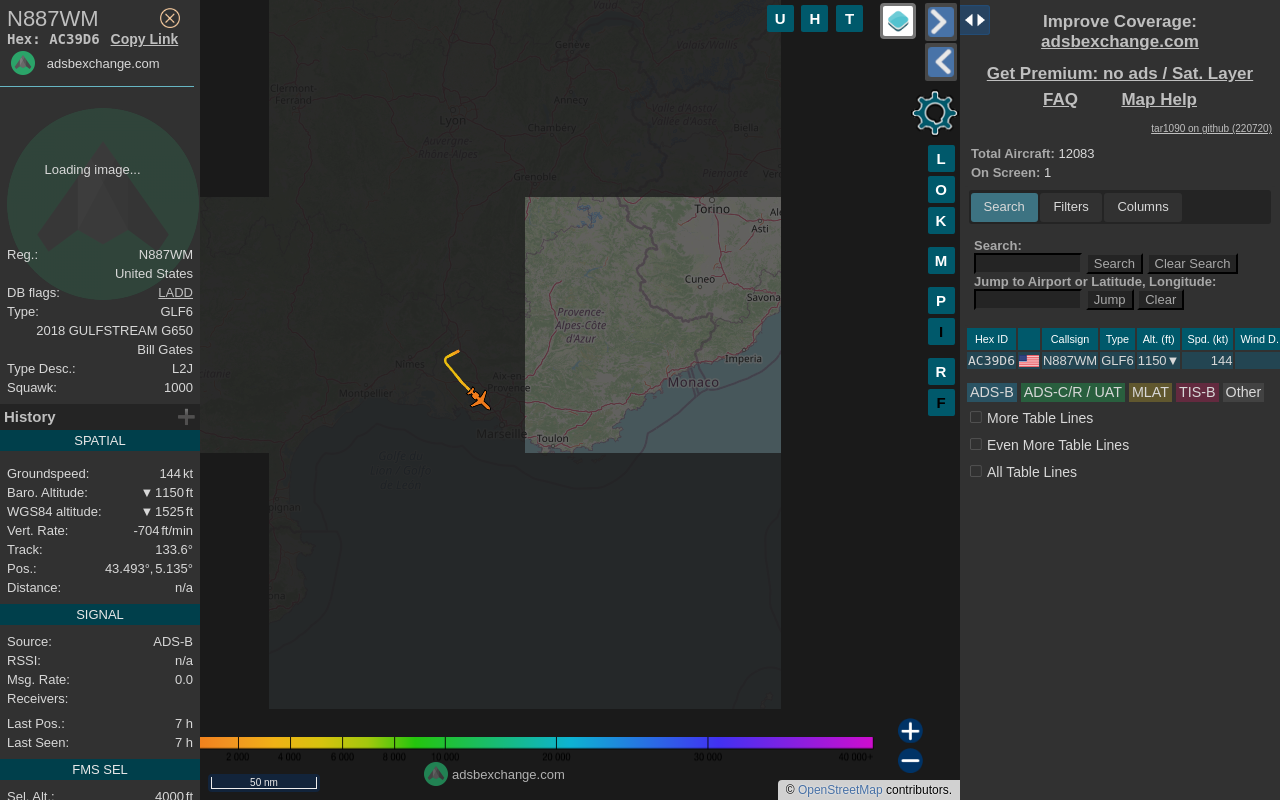 N887WM
Hex: AC39D6 Copy Link
adsbexchange.com
Loading image...
Reg.: N887WM
United States
DB flags: LADD
Type: GLF6
2018 GULFSTREAM G650
Bill Gates
Type Desc.: L2J
Squawk: 1000
History
SPATIAL
Groundspeed: 144 kt
Baro. Altitude: ▼ 1150 ft
WGS84 altitude: ▼ 1525 ft
Vert. Rate: -704 ft/min
Track: 133.6°
Pos.: 43.493°, 5.135°
Distance: n/a
SIGNAL
Source: ADS-B
RSSI: n/a
Msg. Rate: 0.0
Receivers:
Last Pos.: 7 h
Last Seen: 7 h
FMS SEL
Sel. Alt.: 4000 ft
U H T
L
O
K
M
P
I
R
F
Genève
Clermont
Ferrand
Annecy
Lyon
Chambéry
Auvergne-
Rhône-Alpes
Valle d'Aosta/
Vallée d'Aosta
Biella
Grenoble
Piemonte
Torino
Asti
Cuneo
Savona
Provence-
Alpes-Côte
d'Azur
Imperia
Monaco
Nîmes
Aix-en-
Provence
Montpellier
Marseille
Toulon
2 000 4 000 6 000 8 000 10 000 20 000 30 000 40 000+
50 nm
adsbexchange.com
© OpenStreetMap contributors.
Improve Coverage:
adsbexchange.com
Get Premium: no ads / Sat. Layer
FAQ Map Help
tar1090 on github (220720)
Total Aircraft: 12083
On Screen: 1
Search Filters Columns
Search:
Search Clear Search
Jump to Airport or Latitude, Longitude:
Jump Clear
Hex ID Callsign Type Alt. (ft) Spd. (kt) Wind D.
AC39D6 N887WM GLF6 1150▼ 144
ADS-B ADS-C/R / UAT MLAT TIS-B Other
More Table Lines
Even More Table Lines
All Table Lines